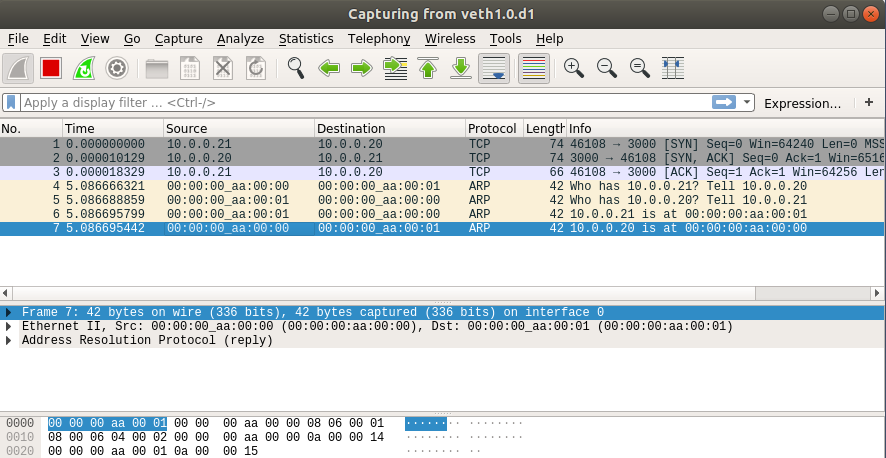 Capturing from veth1.0.d1
File Edit View Go Capture Analyze Statistics Telephony Wireless Tools Help
Apply a display filter ... <Ctrl-/> Expression... +
No. Time Source Destination Protocol Length Info
1 0.000000000 10.0.0.21 10.0.0.20 TCP 74 46108 → 3000 [SYN] Seq=0 Win=64240 Len=0 MSS
2 0.000010129 10.0.0.20 10.0.0.21 TCP 74 3000 → 46108 [SYN, ACK] Seq=0 Ack=1 Win=6516
3 0.000018329 10.0.0.21 10.0.0.20 TCP 66 46108 → 3000 [ACK] Seq=1 Ack=1 Win=64256 Len
4 5.086666321 00:00:00_aa:00:00 00:00:00_aa:00:01 ARP 42 Who has 10.0.0.21? Tell 10.0.0.20
5 5.086688859 00:00:00_aa:00:01 00:00:00_aa:00:00 ARP 42 Who has 10.0.0.20? Tell 10.0.0.21
6 5.086695799 00:00:00_aa:00:01 00:00:00_aa:00:00 ARP 42 10.0.0.21 is at 00:00:00:aa:00:01
7 5.086695442 00:00:00_aa:00:00 00:00:00_aa:00:01 ARP 42 10.0.0.20 is at 00:00:00:aa:00:00
Frame 7: 42 bytes on wire (336 bits), 42 bytes captured (336 bits) on interface 0
Ethernet II, Src: 00:00:00_aa:00:00 (00:00:00:aa:00:00), Dst: 00:00:00_aa:00:01 (00:00:00:aa:00:01)
Address Resolution Protocol (reply)
0000 00 00 00 aa 00 01 00 00 00 aa 00 00 08 06 00 01 ········ ········
0010 08 00 06 04 00 02 00 00 00 aa 00 00 0a 00 00 14 ········ ········
0020 00 00 00 aa 00 01 0a 00 00 15 ········ ··